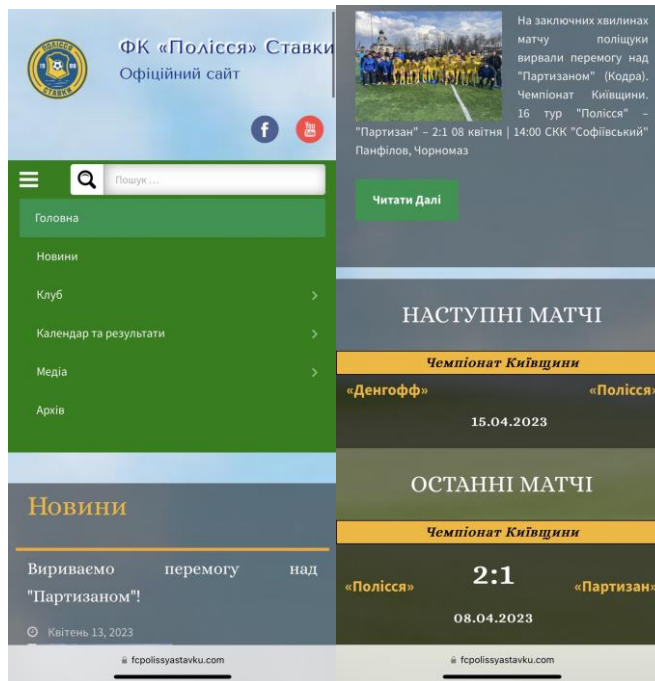 ФК «Полісся» Ставки
Офіційний сайт
ПОЛІССЯ
СТАВКИ
Пошук ...
Головна
Новини
Клуб
Календар та результати
Медіа
Архів
Новини
Вириваємо перемогу над
"Партизаном"!
Квітень 13, 2023
fcpolissyastavku.com
На заключних хвилинах
матчу поліщуки
вирвали перемогу над
"Партизаном" (Кодра).
Чемпіонат Київщини.
16 тур "Полісся" –
"Партизан" – 2:1 08 квітня | 14:00 СКК "Софіївський"
Панфілов, Чорномаз
Читати Далі
НАСТУПНІ МАТЧІ
Чемпіонат Київщини
«Денгофф» «Полісся»
15.04.2023
ОСТАННІ МАТЧІ
Чемпіонат Київщини
«Полісся» 2:1 «Партизан»
08.04.2023
fcpolissyastavku.com